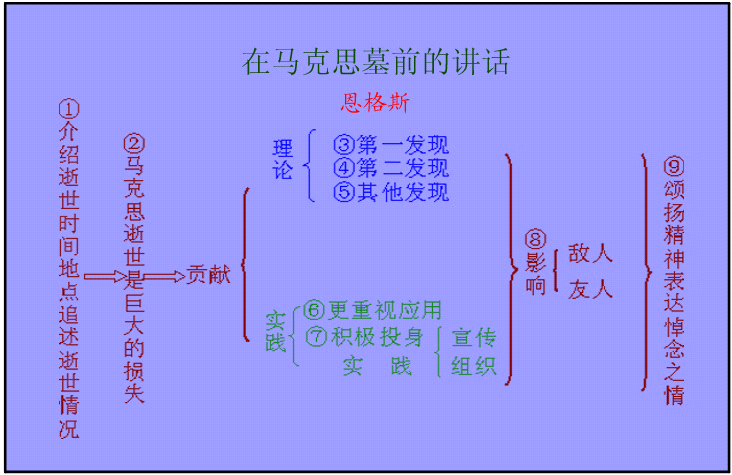 在马克思墓前的讲话
恩格斯
①介绍逝世时间地点追述逝世情况
②马克思逝世是巨大的损失
贡献
理论
③第一发现
④第二发现
⑤其他发现
实践
⑥更重视应用
⑦积极投身
实践
宣传
组织
⑧影响
敌人
友人
⑨颂扬精神表达悼念之情